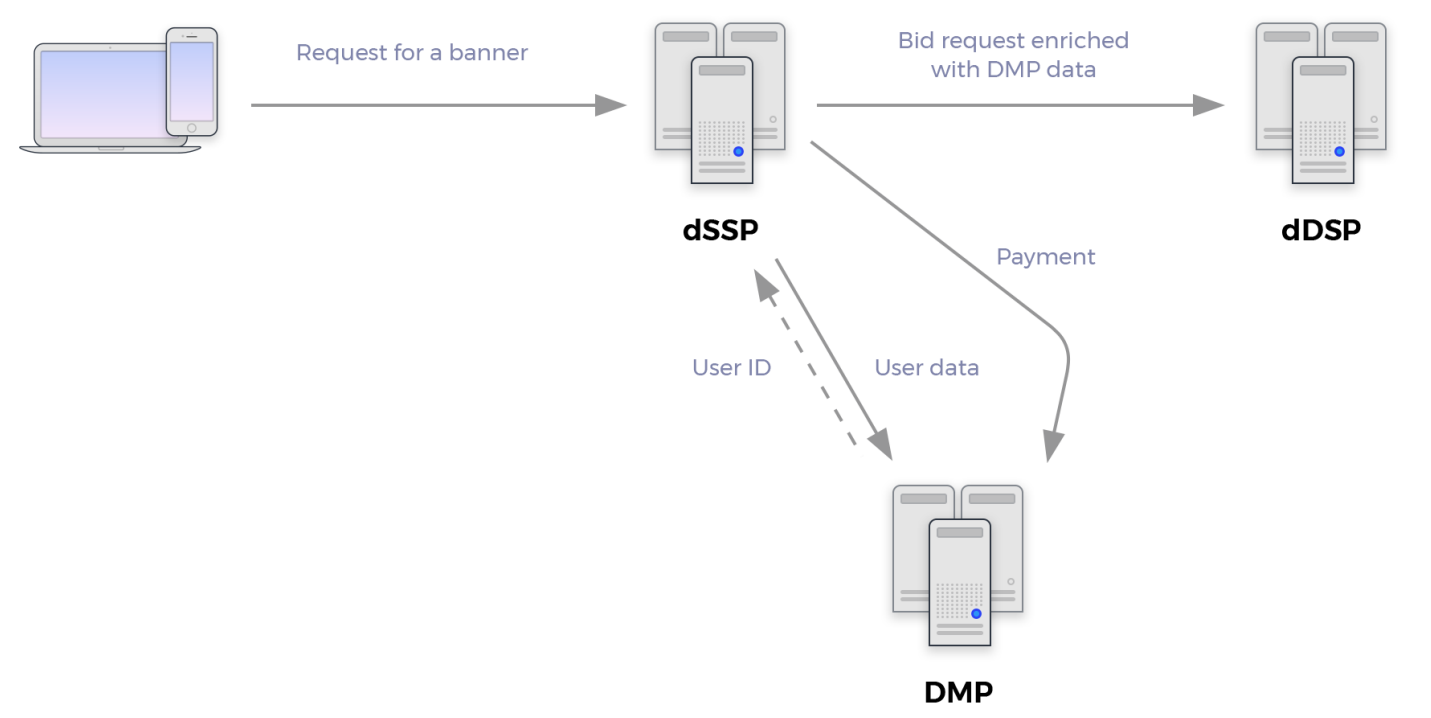 Request for a banner
Bid request enriched
with DMP data
dSSP
dDSP
Payment
User ID
User data
DMP